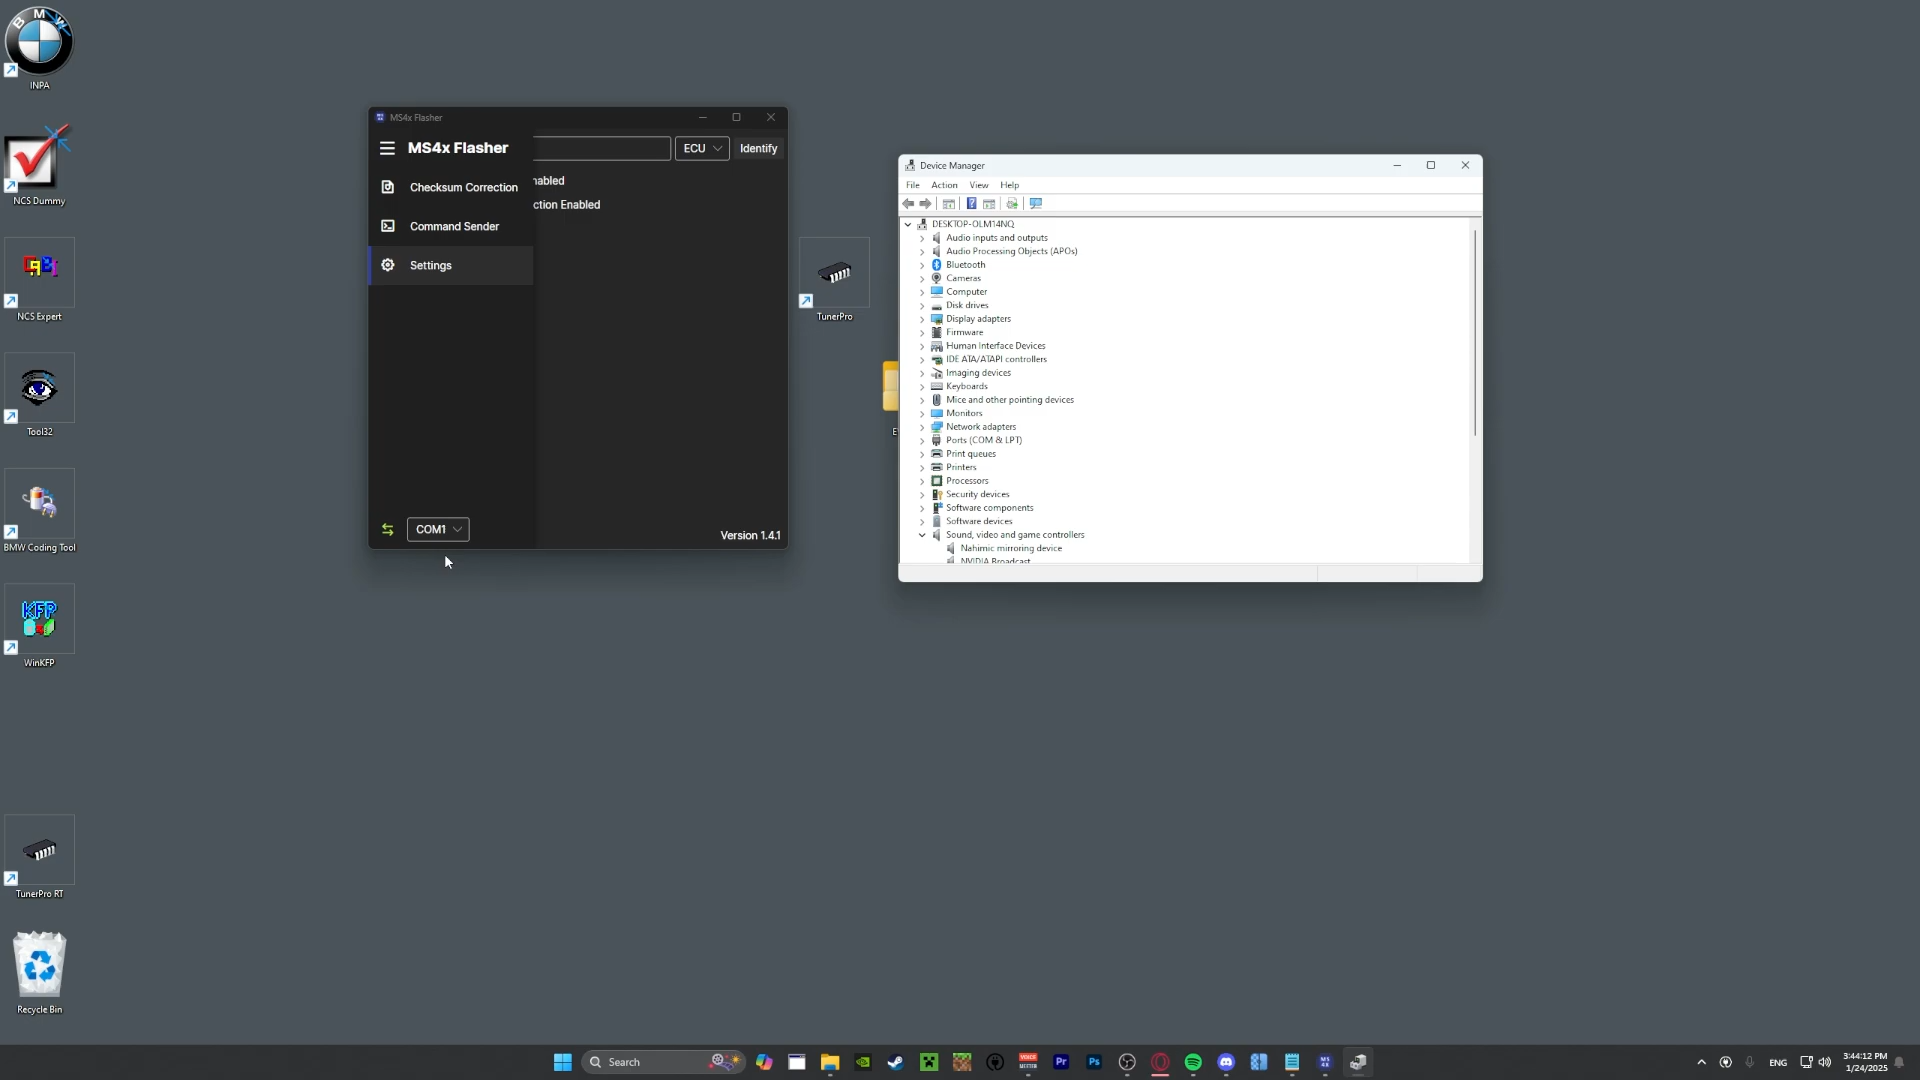 INPA
NCS Dummy
NCS Expert
Tool32
BMW Coding Tool
WinKFP
TunerPro RT
Recycle Bin
MS4x Flasher
MS4x Flasher
ECU
Identify
Checksum Correction
nabled
ction Enabled
Command Sender
Settings
COM1
Version 1.4.1
TunerPro
E
Device Manager
File Action View Help
DESKTOP-OLM14NQ
Audio inputs and outputs
Audio Processing Objects (APOs)
Bluetooth
Cameras
Computer
Disk drives
Display adapters
Firmware
Human Interface Devices
IDE ATA/ATAPI controllers
Imaging devices
Keyboards
Mice and other pointing devices
Monitors
Network adapters
Ports (COM & LPT)
Print queues
Printers
Processors
Security devices
Software components
Software devices
Sound, video and game controllers
Nahimic mirroring device
NVIDIA Broadcast
Search
ENG
3:44:12 PM
1/24/2025